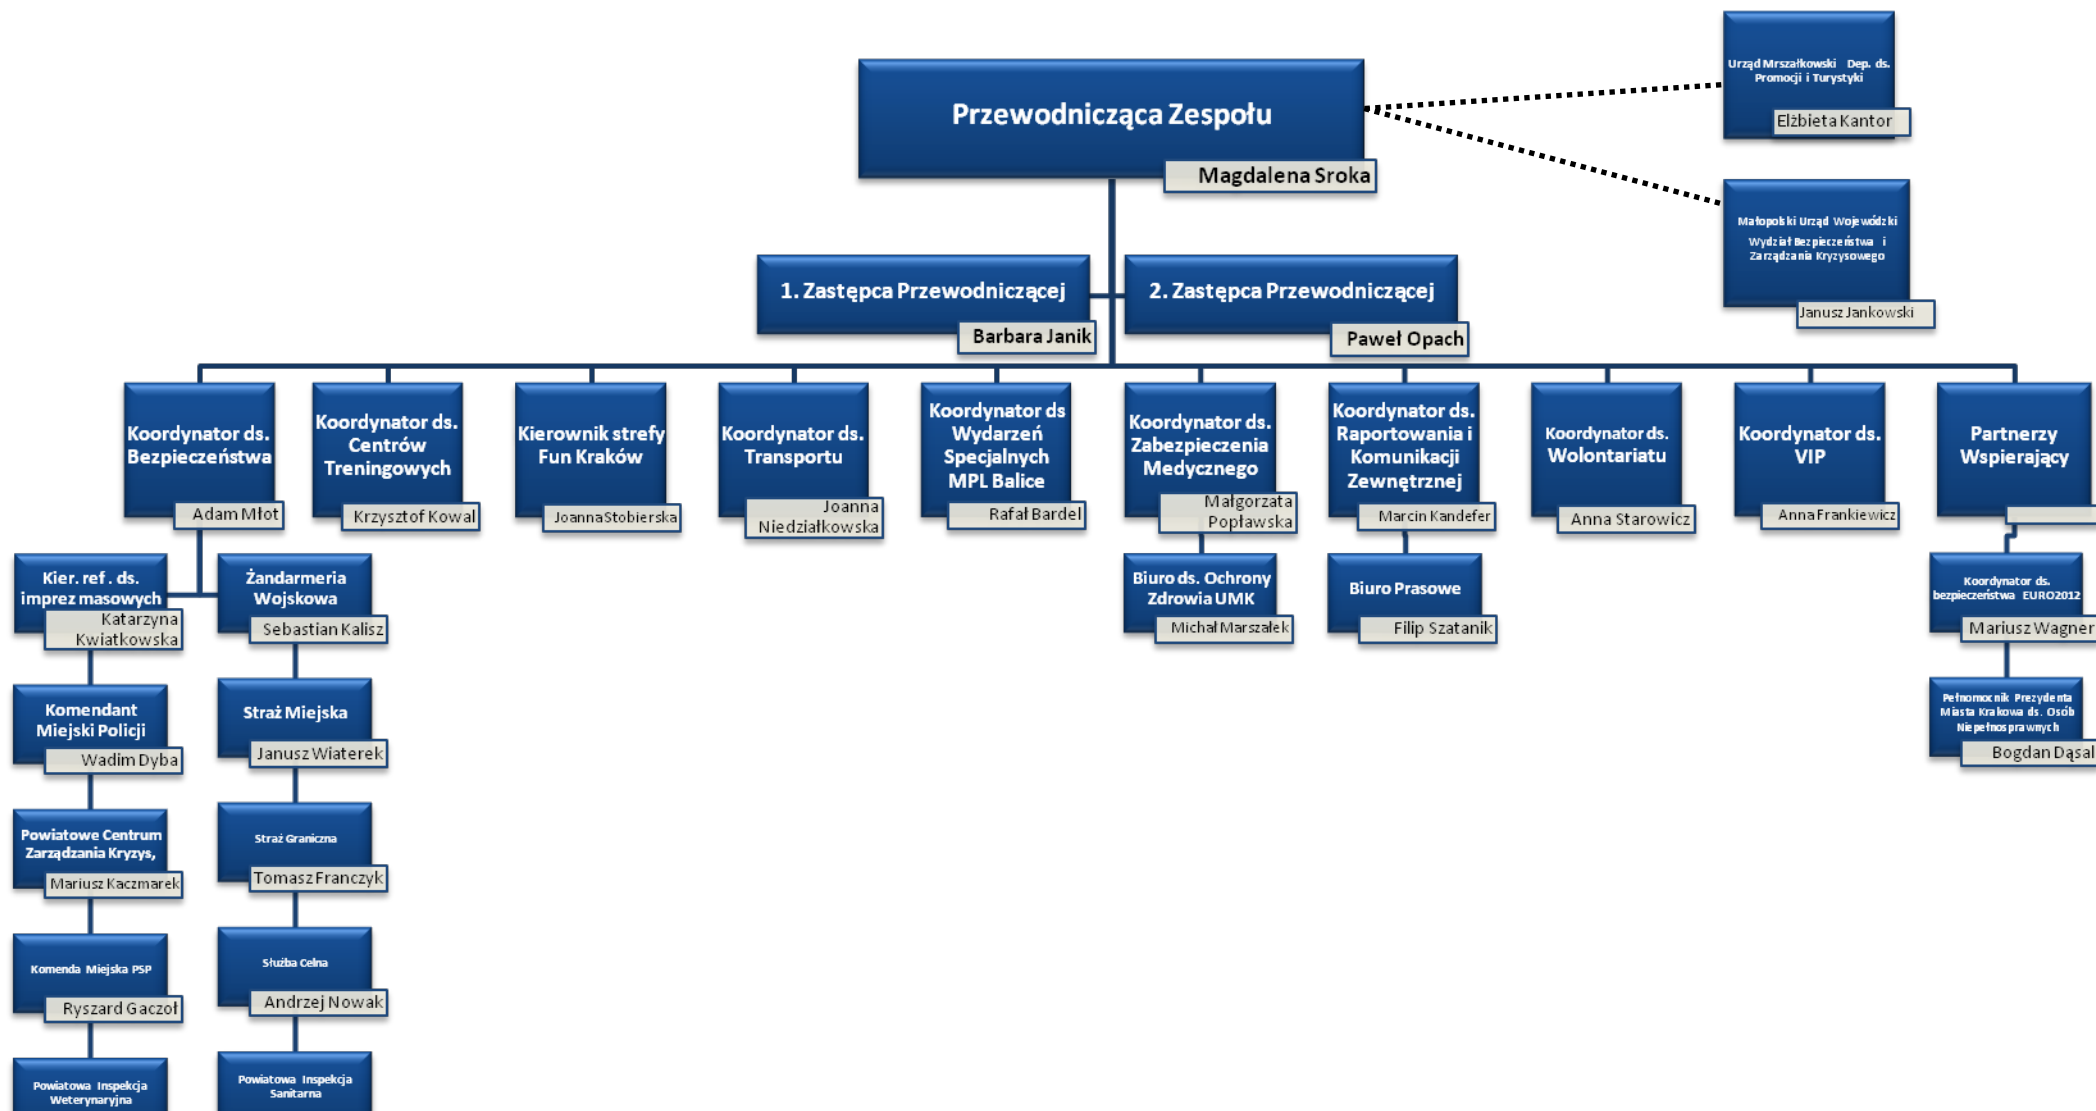 Urząd Mrszałkowski Dep. ds.
Promocji i Turystyki
Elżbieta Kantor
Przewodnicząca Zespołu
Magdalena Sroka
Małopolski Urząd Wojewódzki
Wydział Bezpieczeństwa i
Zarządzania Kryzysowego
Janusz Jankowski
1. Zastępca Przewodniczącej
Barbara Janik
2. Zastępca Przewodniczącej
Paweł Opach
Koordynator ds.
Bezpieczeństwa
Adam Młot
Koordynator ds.
Centrów
Treningowych
Krzysztof Kowal
Kierownik strefy
Fun Kraków
Joanna Stobierska
Koordynator ds.
Transportu
Joanna
Niedziałkowska
Koordynator ds
Wydarzeń
Specjalnych
MPL Balice
Rafał Bardel
Koordynator ds.
Zabezpieczenia
Medycznego
Małgorzata
Popławska
Koordynator ds.
Raportowania i
Komunikacji
Zewnętrznej
Marcin Kandefer
Koordynator ds.
Wolontariatu
Anna Starowicz
Koordynator ds.
VIP
Anna Frankiewicz
Partnerzy
Wspierający
Kier. ref. ds.
imprez masowych
Katarzyna
Kwiatkowska
Żandarmeria
Wojskowa
Sebastian Kalisz
Biuro ds. Ochrony
Zdrowia UMK
Michał Marszałek
Biuro Prasowe
Filip Szatanik
Koordynator ds.
bezpieczeństwa EURO2012
Mariusz Wagner
Komendant
Miejski Policji
Wadim Dyba
Straż Miejska
Janusz Wiaterek
Pełnomocnik Prezydenta
Miasta Krakowa ds. Osób
Niepełnosprawnych
Bogdan Dąsal
Powiatowe Centrum
Zarządzania Kryzys,
Mariusz Kaczmarek
Straż Graniczna
Tomasz Franczyk
Komenda Miejska PSP
Ryszard Gaczoł
Służba Celna
Andrzej Nowak
Powiatowa Inspekcja
Weterynaryjna
Powiatowa Inspekcja
Sanitarna